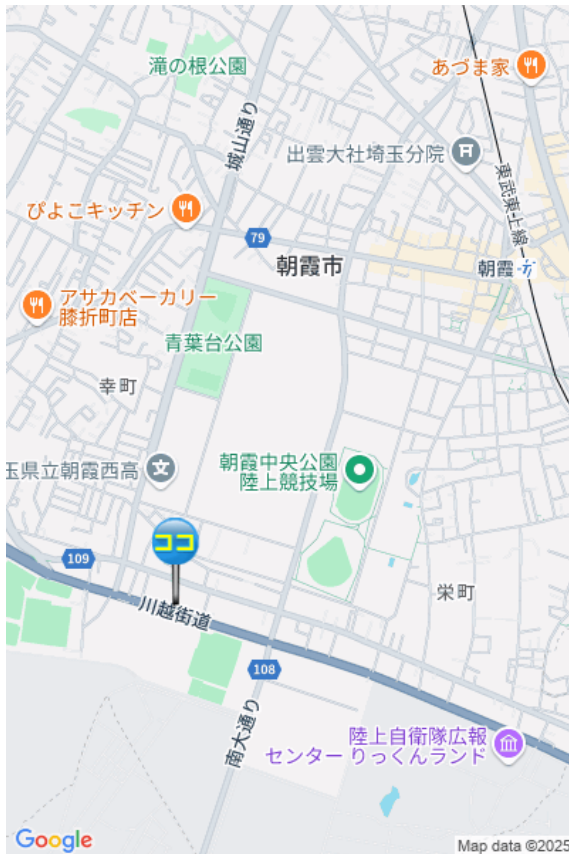 滝の根公園
あづま家
城山通り
出雲大社埼玉分院
東武東上線
ぴよこキッチン
79
朝霞市
朝霞
アサカベーカリー
膝折町店
青葉台公園
幸町
朝霞中央公園
陸上競技場
玉県立朝霞西高
ココ
109
川越街道
栄町
108
南大通り
陸上自衛隊広報
センター りっくんランド
Google
Map data ©2025